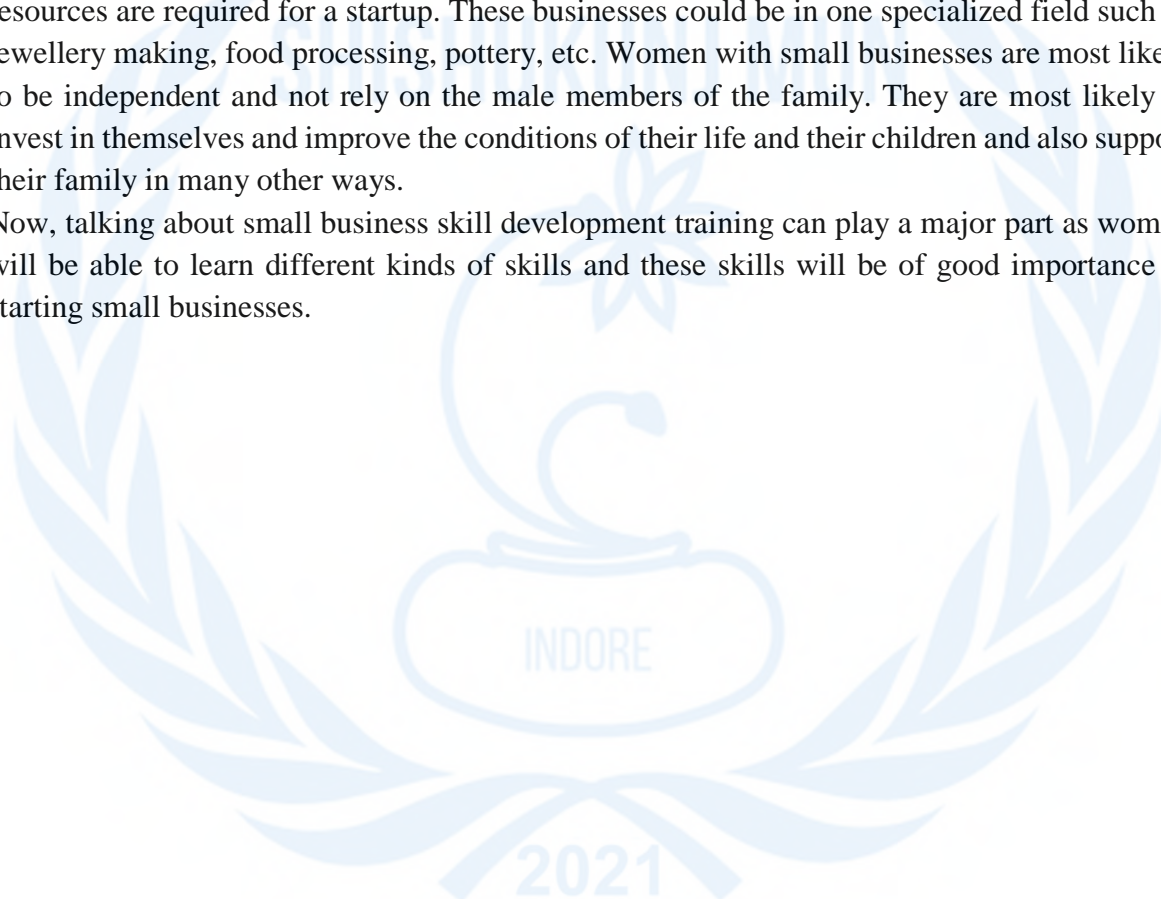 esources are required for a startup. These businesses could be in one specialized field such
ewellery making, food processing, pottery, etc. Women with small businesses are most like
o be independent and not rely on the male members of the family. They are most likely
nvest in themselves and improve the conditions of their life and their children and also suppo
heir family in many other ways.
Now, talking about small business skill development training can play a major part as wom
will be able to learn different kinds of skills and these skills will be of good importance
tarting small businesses.
INDORE
2021